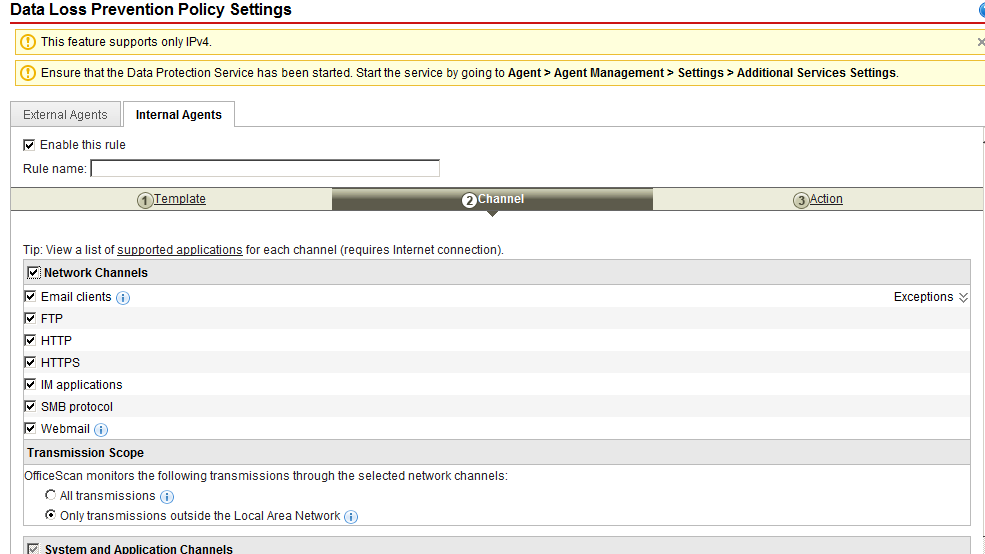 Data Loss Prevention Policy Settings
This feature supports only IPv4.
Ensure that the Data Protection Service has been started. Start the service by going to Agent > Agent Management > Settings > Additional Services Settings.
External Agents Internal Agents
Enable this rule
Rule name:
1 Template 2 Channel 3 Action
Tip: View a list of supported applications for each channel (requires Internet connection).
Network Channels
Email clients Exceptions
FTP
HTTP
HTTPS
IM applications
SMB protocol
Webmail
Transmission Scope
OfficeScan monitors the following transmissions through the selected network channels:
All transmissions
Only transmissions outside the Local Area Network
System and Application Channels